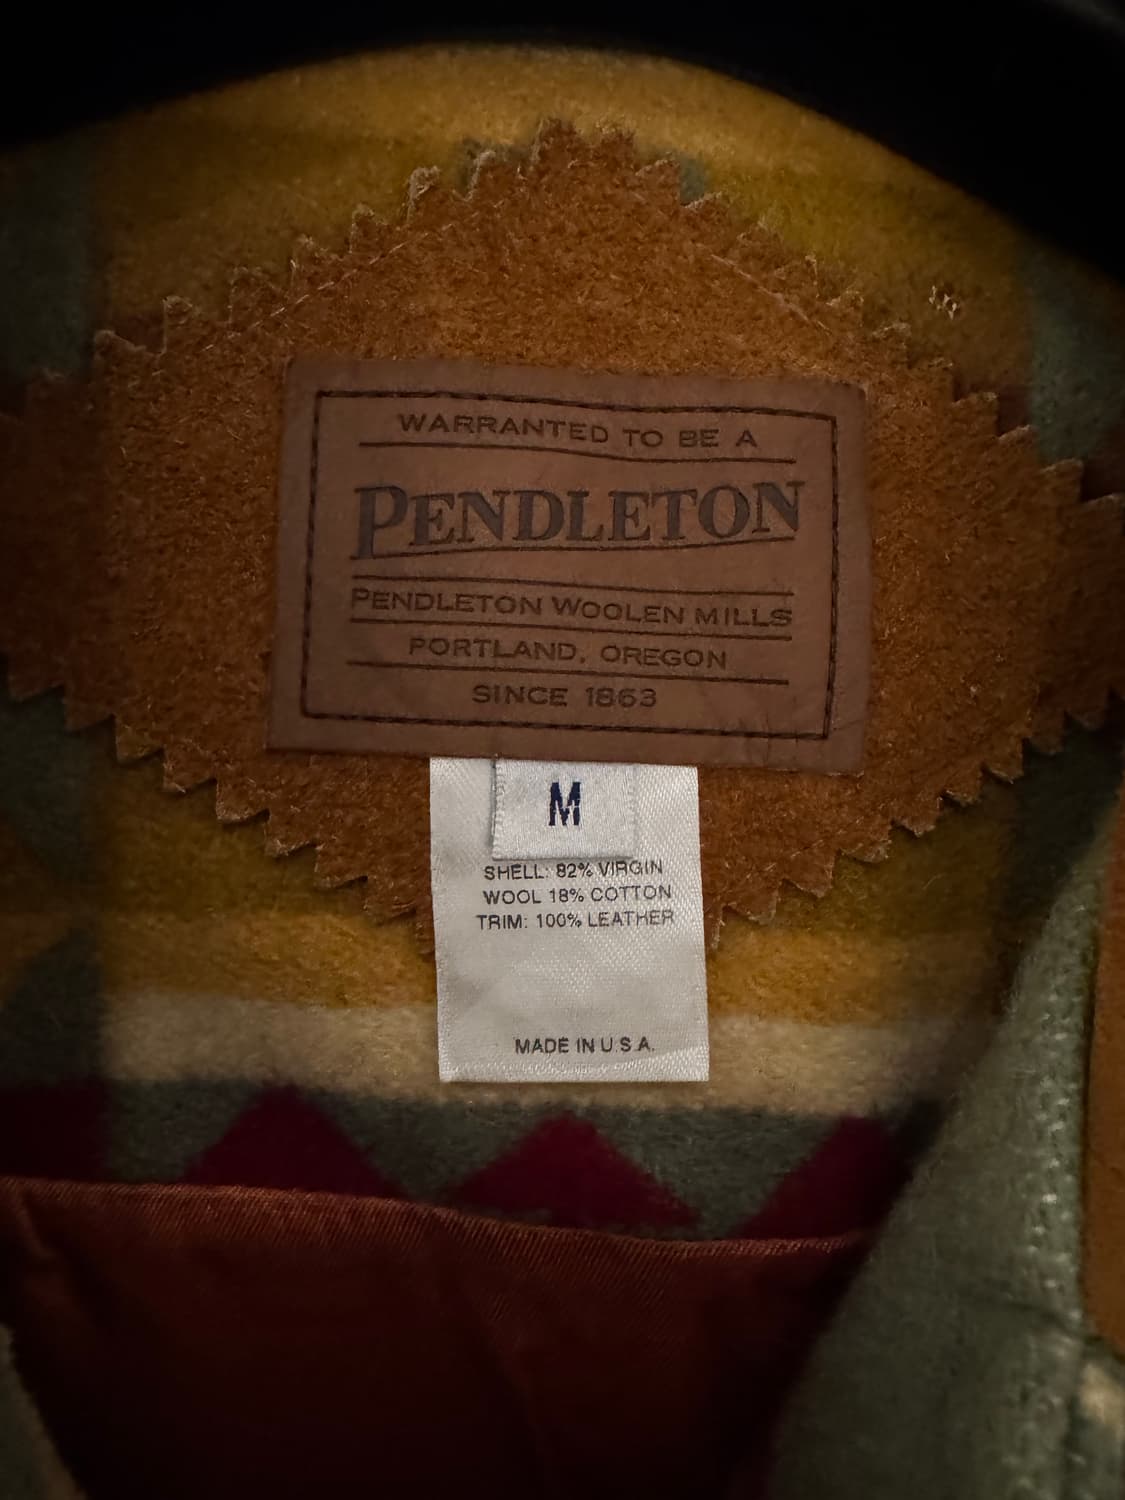 WARRANTED TO BE A
PENDLETON
PENDLETON WOOLEN MILLS
PORTLAND, OREGON
SINCE 1863
M
SHELL: 82% VIRGIN
WOOL 18% COTTON
TRIM: 100% LEATHER
MADE IN U.S.A.